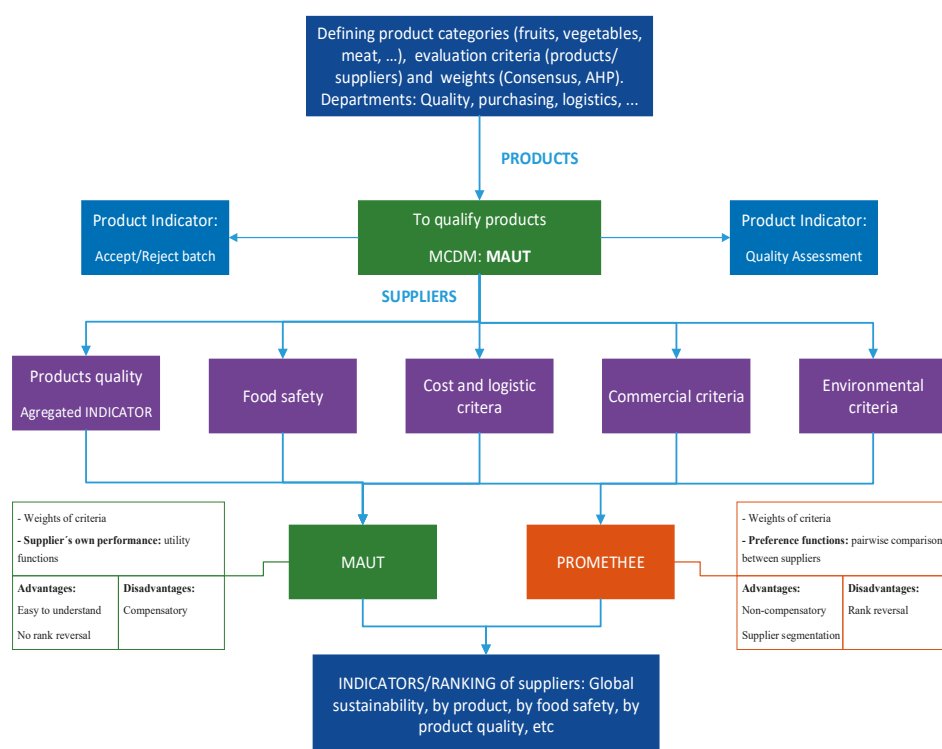 Defining product categories (fruits, vegetables,
meat, …), evaluation criteria (products/
suppliers) and weights (Consensus, AHP).
Departments: Quality, purchasing, logistics, ...
PRODUCTS
Product Indicator:
Accept/Reject batch
To qualify products
MCDM: MAUT
Product Indicator:
Quality Assessment
SUPPLIERS
Products quality
Agregated INDICATOR
Food safety
Cost and logistic
critera
Commercial criteria
Environmental
criteria
- Weights of criteria
- Supplier´s own performance: utility
functions
Advantages:
Easy to understand
No rank reversal
Disadvantages:
Compensatory
MAUT
PROMETHEE
- Weights of criteria
- Preference functions: pairwise comparison
between suppliers
Advantages:
Non-compensatory
Supplier segmentation
Disadvantages:
Rank reversal
INDICATORS/RANKING of suppliers: Global
sustainability, by product, by food safety, by
product quality, etc